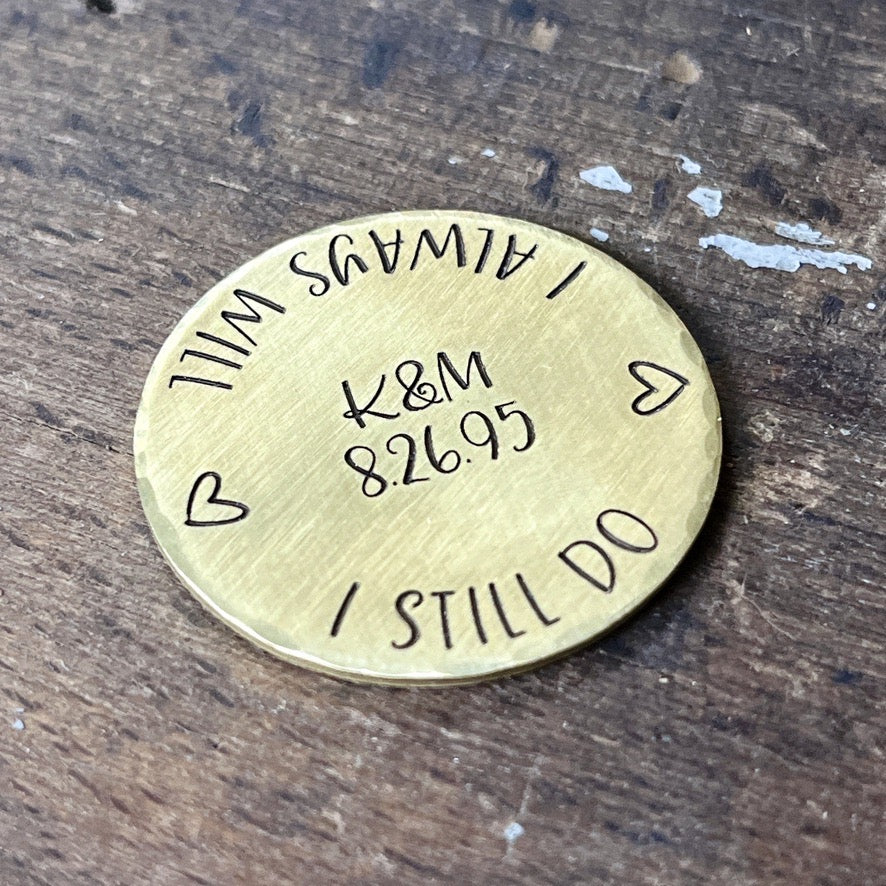 I ALWAYS WILL
K&M
8.26.95
I STILL DO